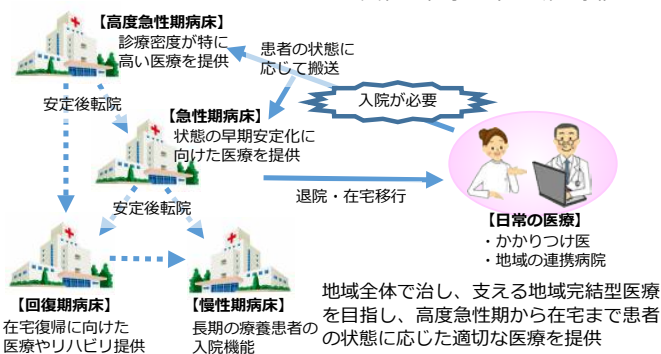 【高度急性期病床】
診療密度が特に
高い医療を提供
患者の状態に
応じて搬送
入院が必要
安定後転院
【急性期病床】
状態の早期安定化に
向けた医療を提供
退院・在宅移行
安定後転院
【日常の医療】
・かかりつけ医
・地域の連携病院
【回復期病床】
在宅復帰に向けた
医療やリハビリ提供
【慢性期病床】
長期の療養患者の
入院機能
地域全体で治し、支える地域完結型医療
を目指し、高度急性期から在宅まで患者
の状態に応じた適切な医療を提供